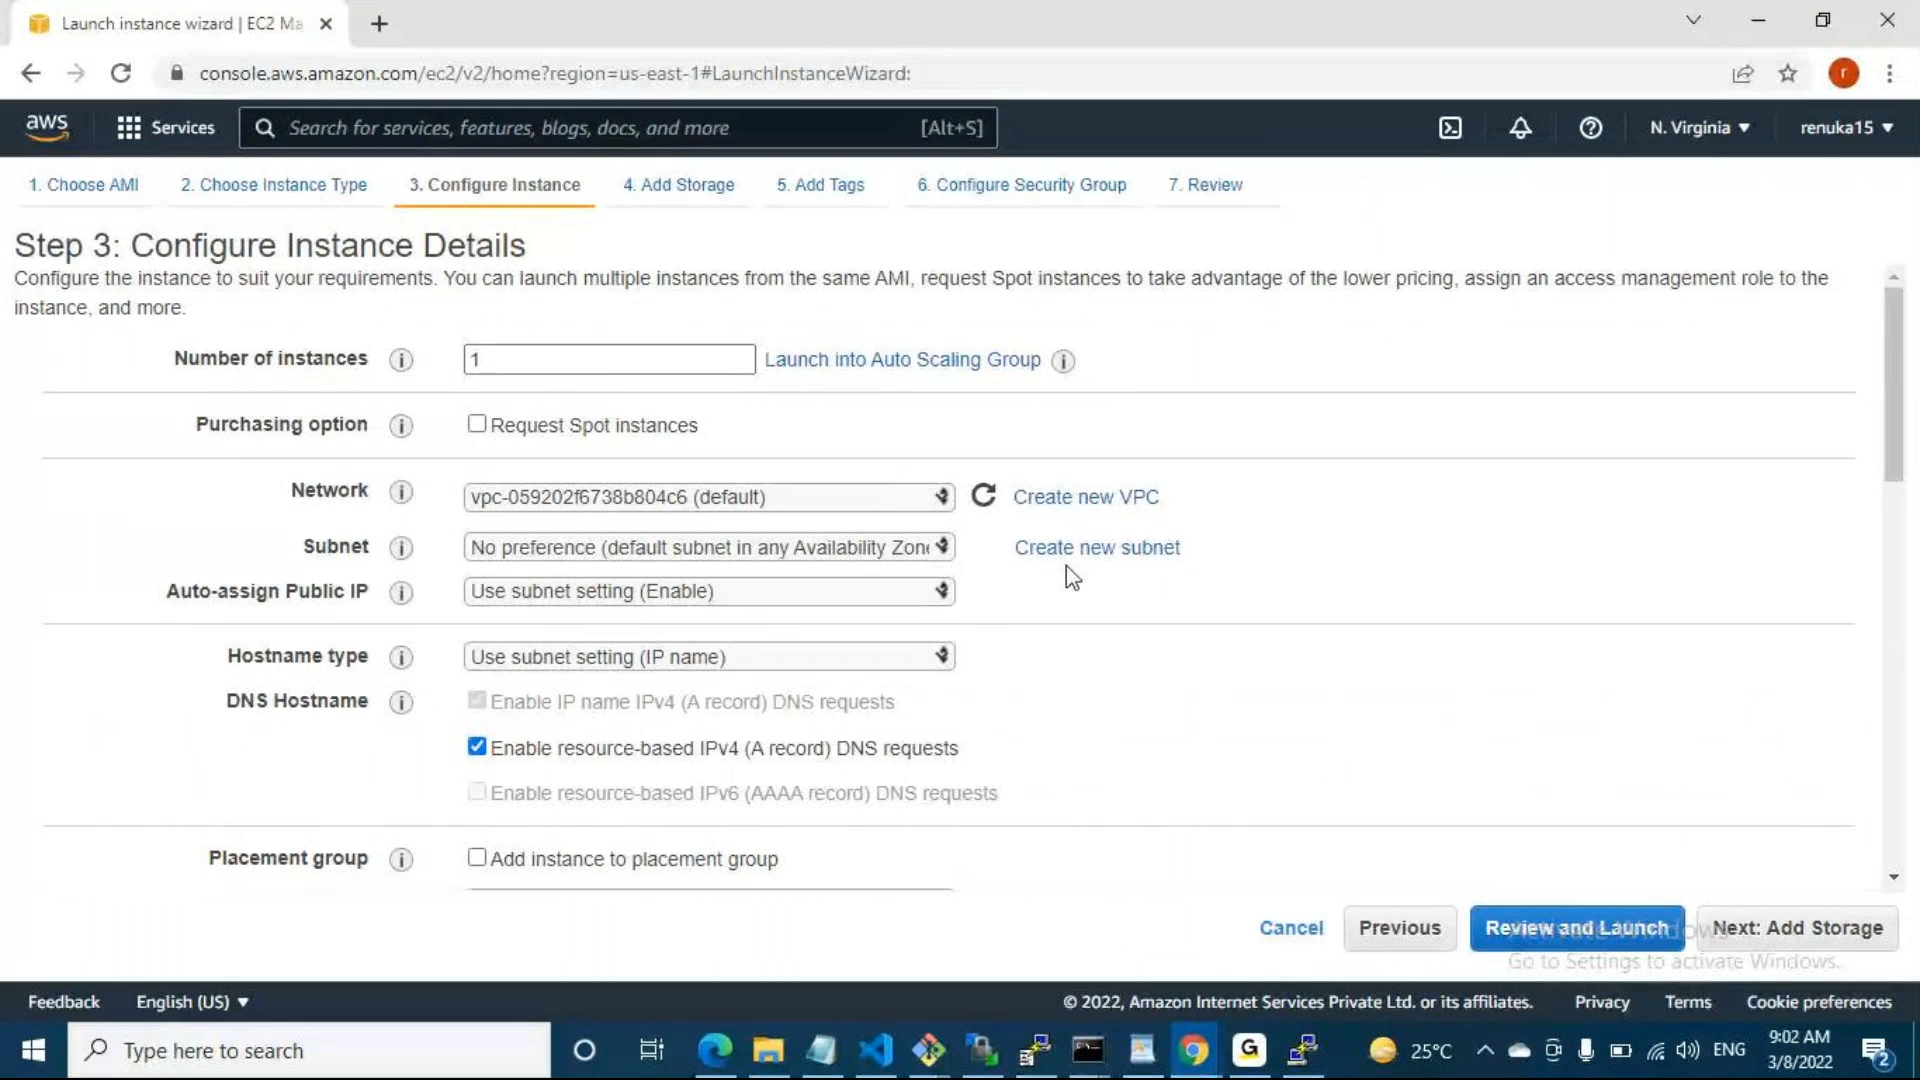 Launch instance wizard | EC2 Ma
console.aws.amazon.com/ec2/v2/home?region=us-east-1#LaunchInstanceWizard:
r
aws
Services
Search for services, features, blogs, docs, and more
[Alt+S]
N. Virginia
renuka15
1. Choose AMI
2. Choose Instance Type
3. Configure Instance
4. Add Storage
5. Add Tags
6. Configure Security Group
7. Review
Step 3: Configure Instance Details
Configure the instance to suit your requirements. You can launch multiple instances from the same AMI, request Spot instances to take advantage of the lower pricing, assign an access management role to the
instance, and more.
Number of instances
1
Launch into Auto Scaling Group
Purchasing option
Request Spot instances
Network
vpc-059202f6738b804c6 (default)
Create new VPC
Subnet
No preference (default subnet in any Availability Zone
Create new subnet
Auto-assign Public IP
Use subnet setting (Enable)
Hostname type
Use subnet setting (IP name)
DNS Hostname
Enable IP name IPv4 (A record) DNS requests
Enable resource-based IPv4 (A record) DNS requests
Enable resource-based IPv6 (AAAA record) DNS requests
Placement group
Add instance to placement group
Cancel
Previous
Review and Launch
Next: Add Storage
Activate Windows
Go to Settings to activate Windows.
Feedback
English (US)
© 2022, Amazon Internet Services Private Ltd. or its affiliates.
Privacy
Terms
Cookie preferences
Type here to search
G
25°C
ENG
9:02 AM
3/8/2022
2